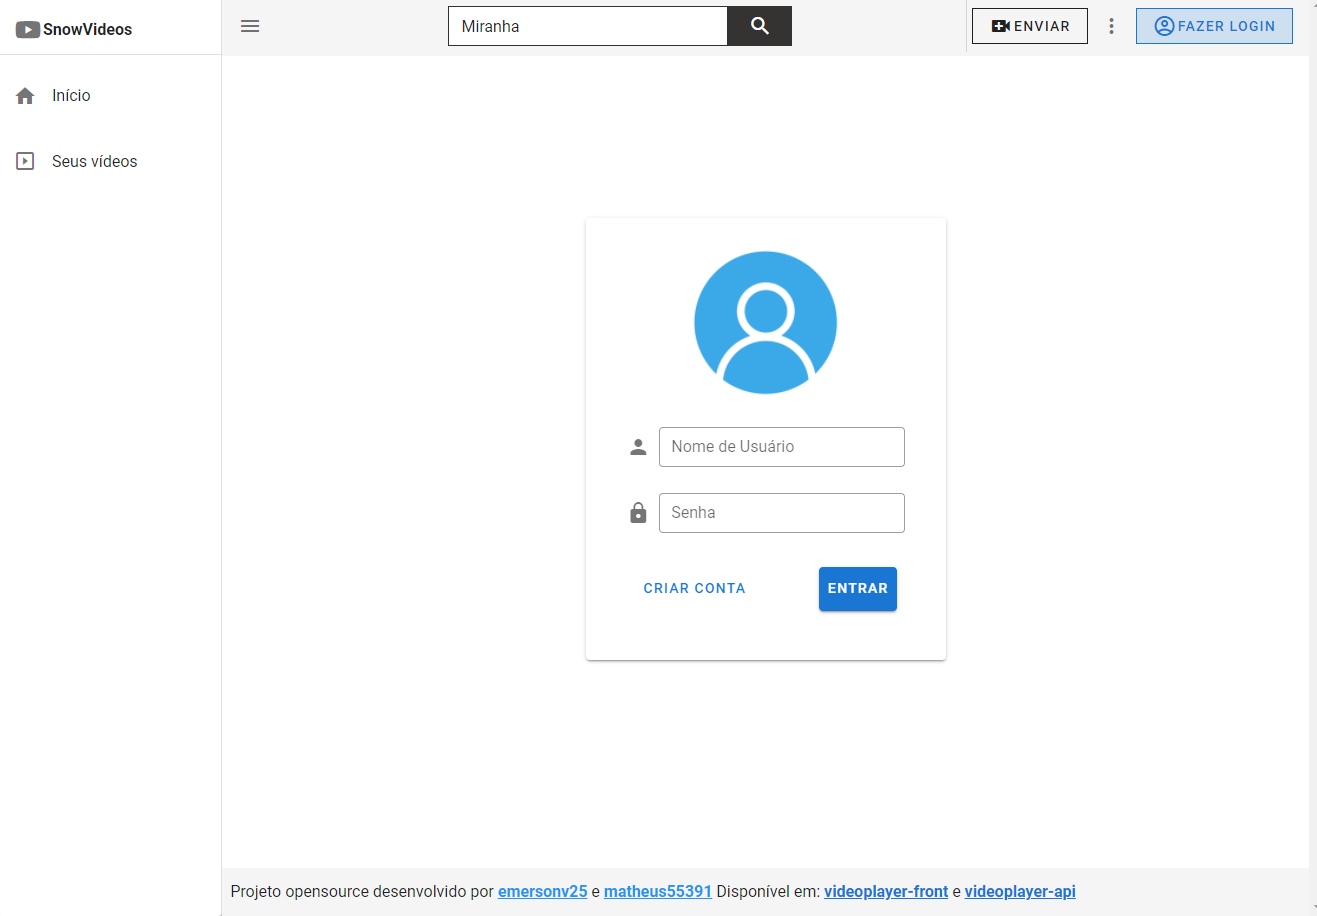 SnowVideos
Miranha
ENVIAR
FAZER LOGIN
Início
Seus vídeos
Nome de Usuário
Senha
CRIAR CONTA
ENTRAR
Projeto opensource desenvolvido por emersonv25 e matheus55391 Disponível em: videoplayer-front e videoplayer-api